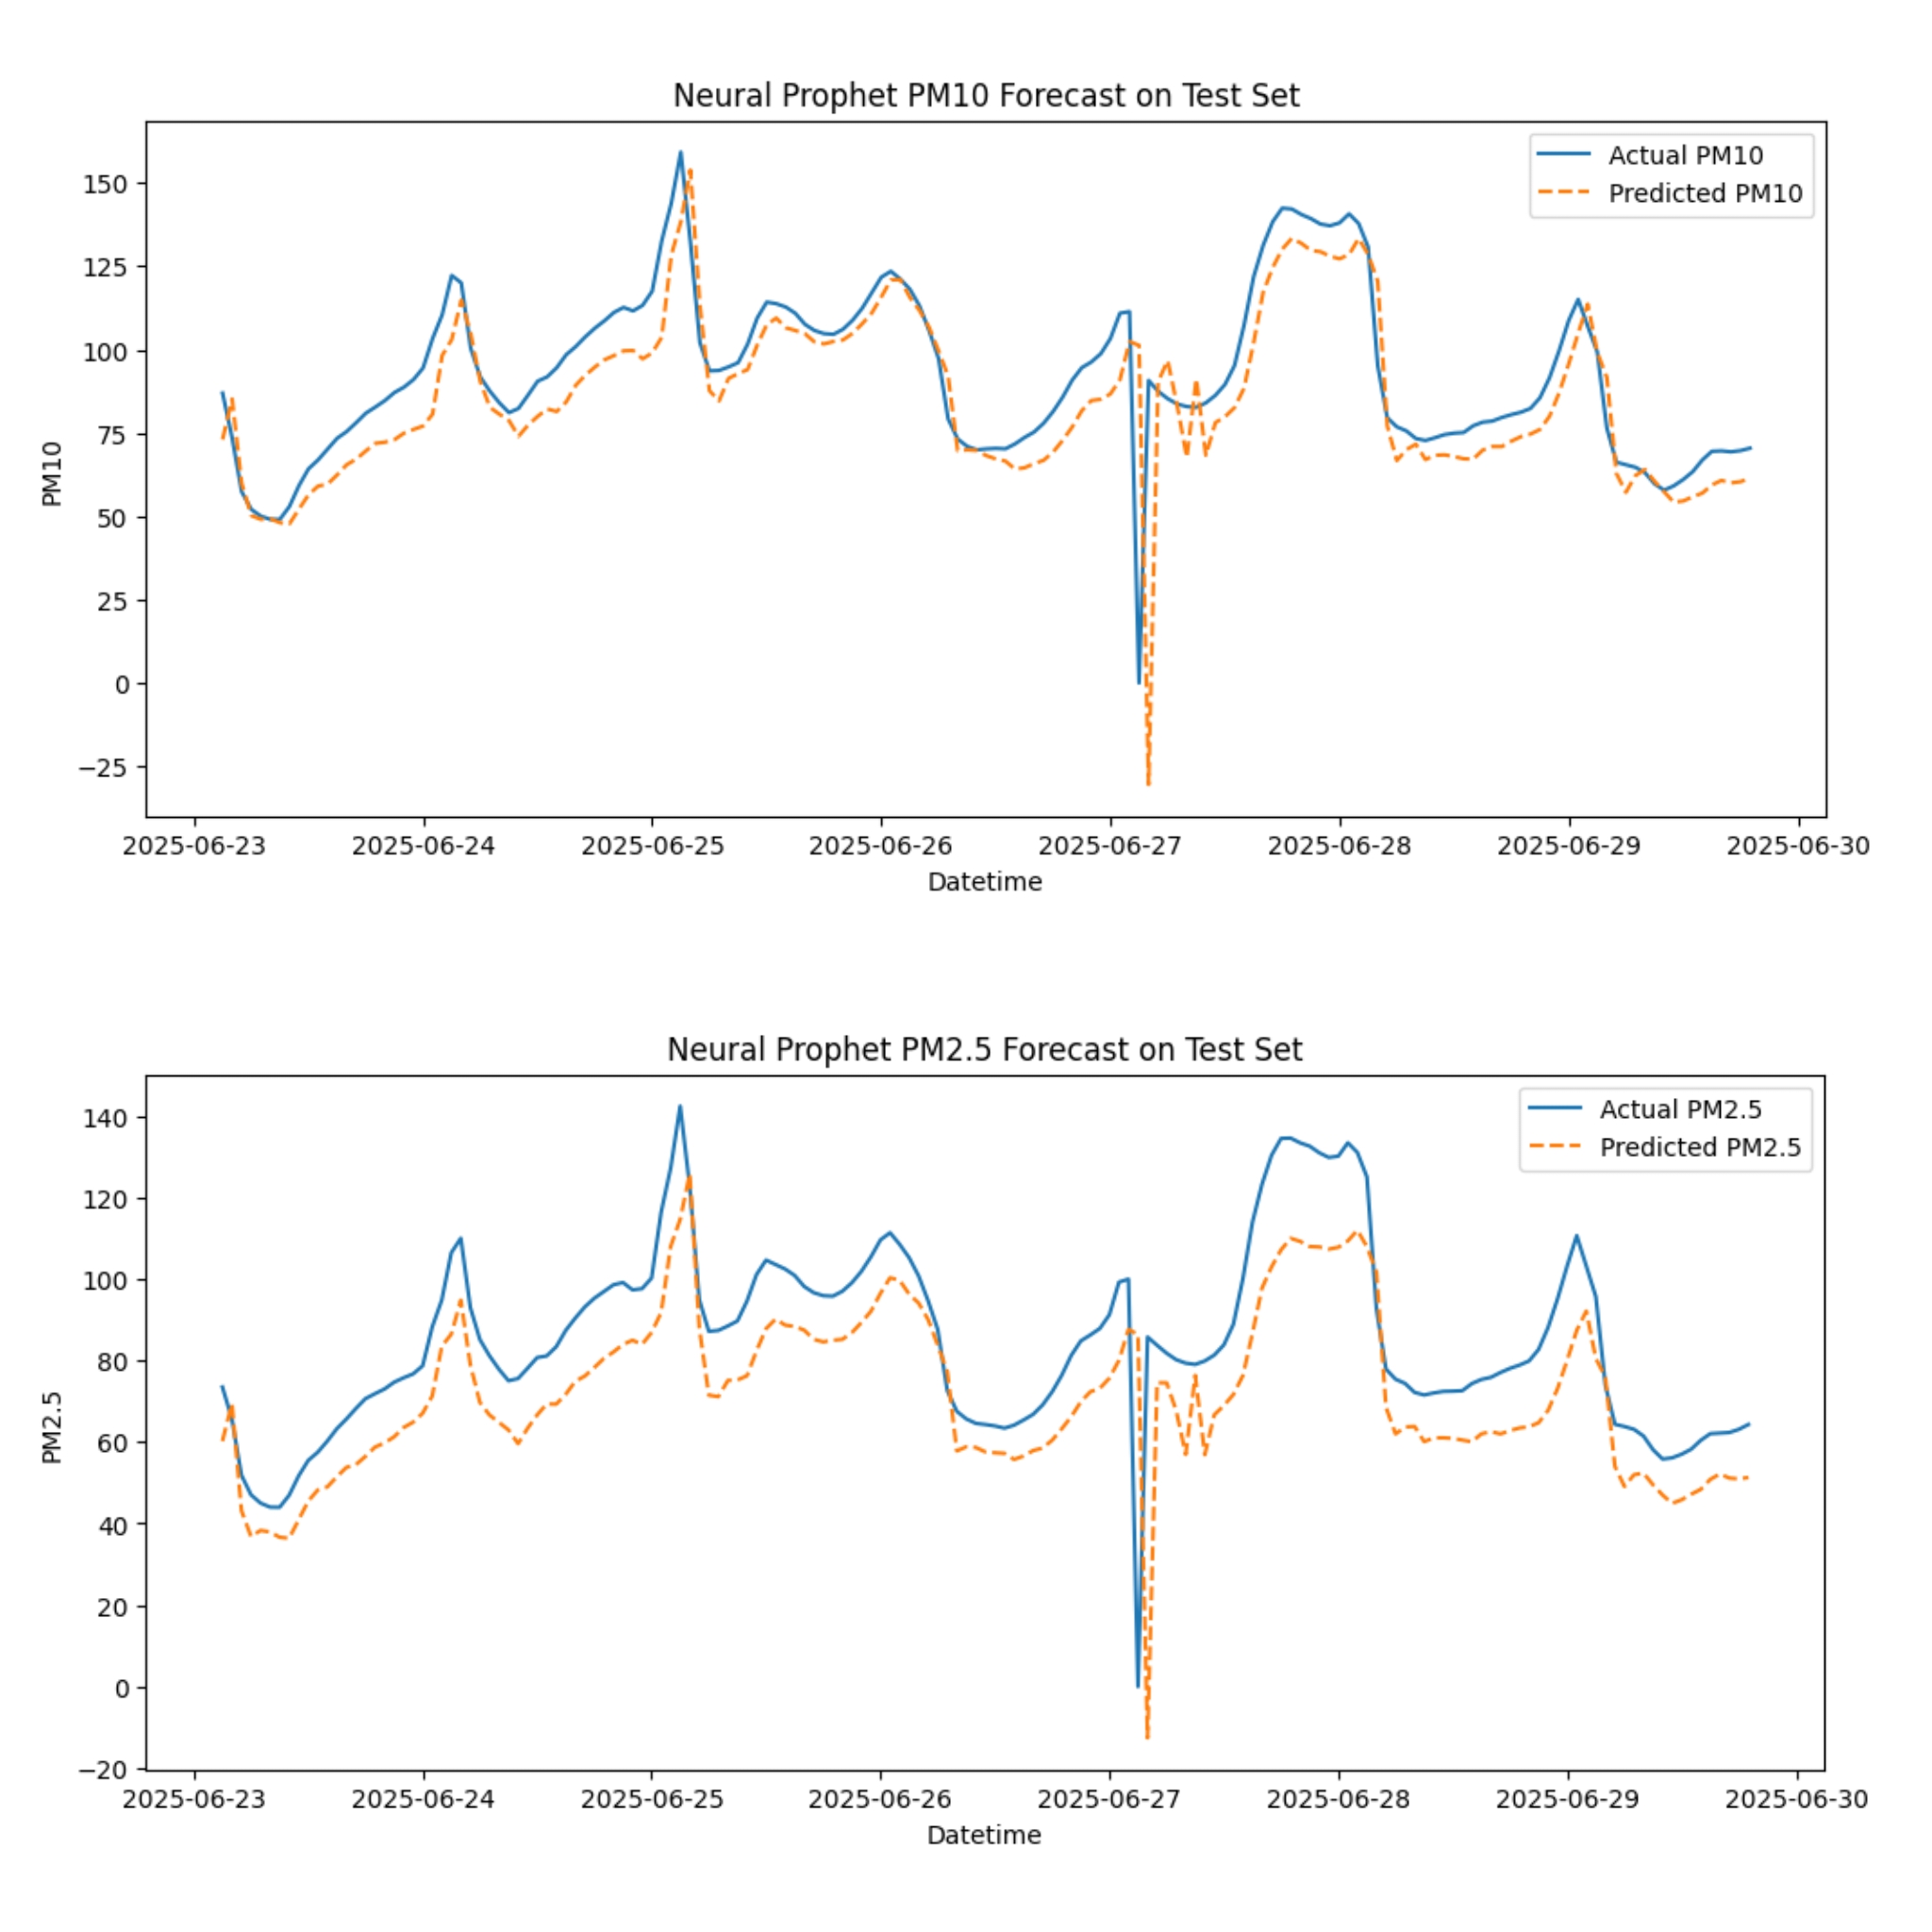 Neural Prophet PM10 Forecast on Test Set
Actual PM10
Predicted PM10
150
125
100
75
50
25
0
−25
PM10
2025-06-23 2025-06-24 2025-06-25 2025-06-26 2025-06-27 2025-06-28 2025-06-29 2025-06-30
Datetime
Neural Prophet PM2.5 Forecast on Test Set
Actual PM2.5
Predicted PM2.5
140
120
100
80
60
40
20
0
−20
PM2.5
2025-06-23 2025-06-24 2025-06-25 2025-06-26 2025-06-27 2025-06-28 2025-06-29 2025-06-30
Datetime